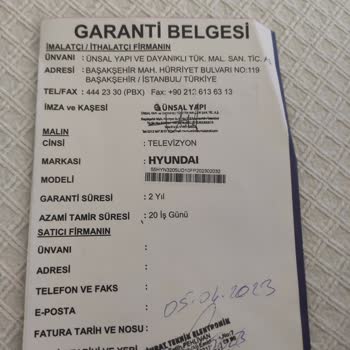 GARANTİ BELGESİ
İMALATÇI / İTHALATÇI FİRMANIN
ÜNVANI : ÜNSAL YAPI VE DAYANIKLI TÜK. MAL. SAN. TİC.
ADRESİ : BAŞAKŞEHİR MAH. HÜRRİYET BULVARI NO:119
BAŞAKŞEHİR / İSTANBUL/ TÜRKİYE
TEL/FAX : 444 22 30 (PBX) Fax: +90 212 613 63 13
İMZA ve KAŞESİ : ÜNSAL YAPI
MALIN
CİNSİ : TELEVİZYON
MARKASI : HYUNDAI
MODELİ :
GARANTİ SÜRESİ : 2 Yıl
AZAMİ TAMİR SÜRESİ : 20 İş Günü
SATICI FİRMANIN
ÜNVANI :
ADRESİ :
TELEFON VE FAKS :
E-POSTA : 05.04.2023
FATURA TARİH VE NOSU :
TEKNİK ELEKTRONİK